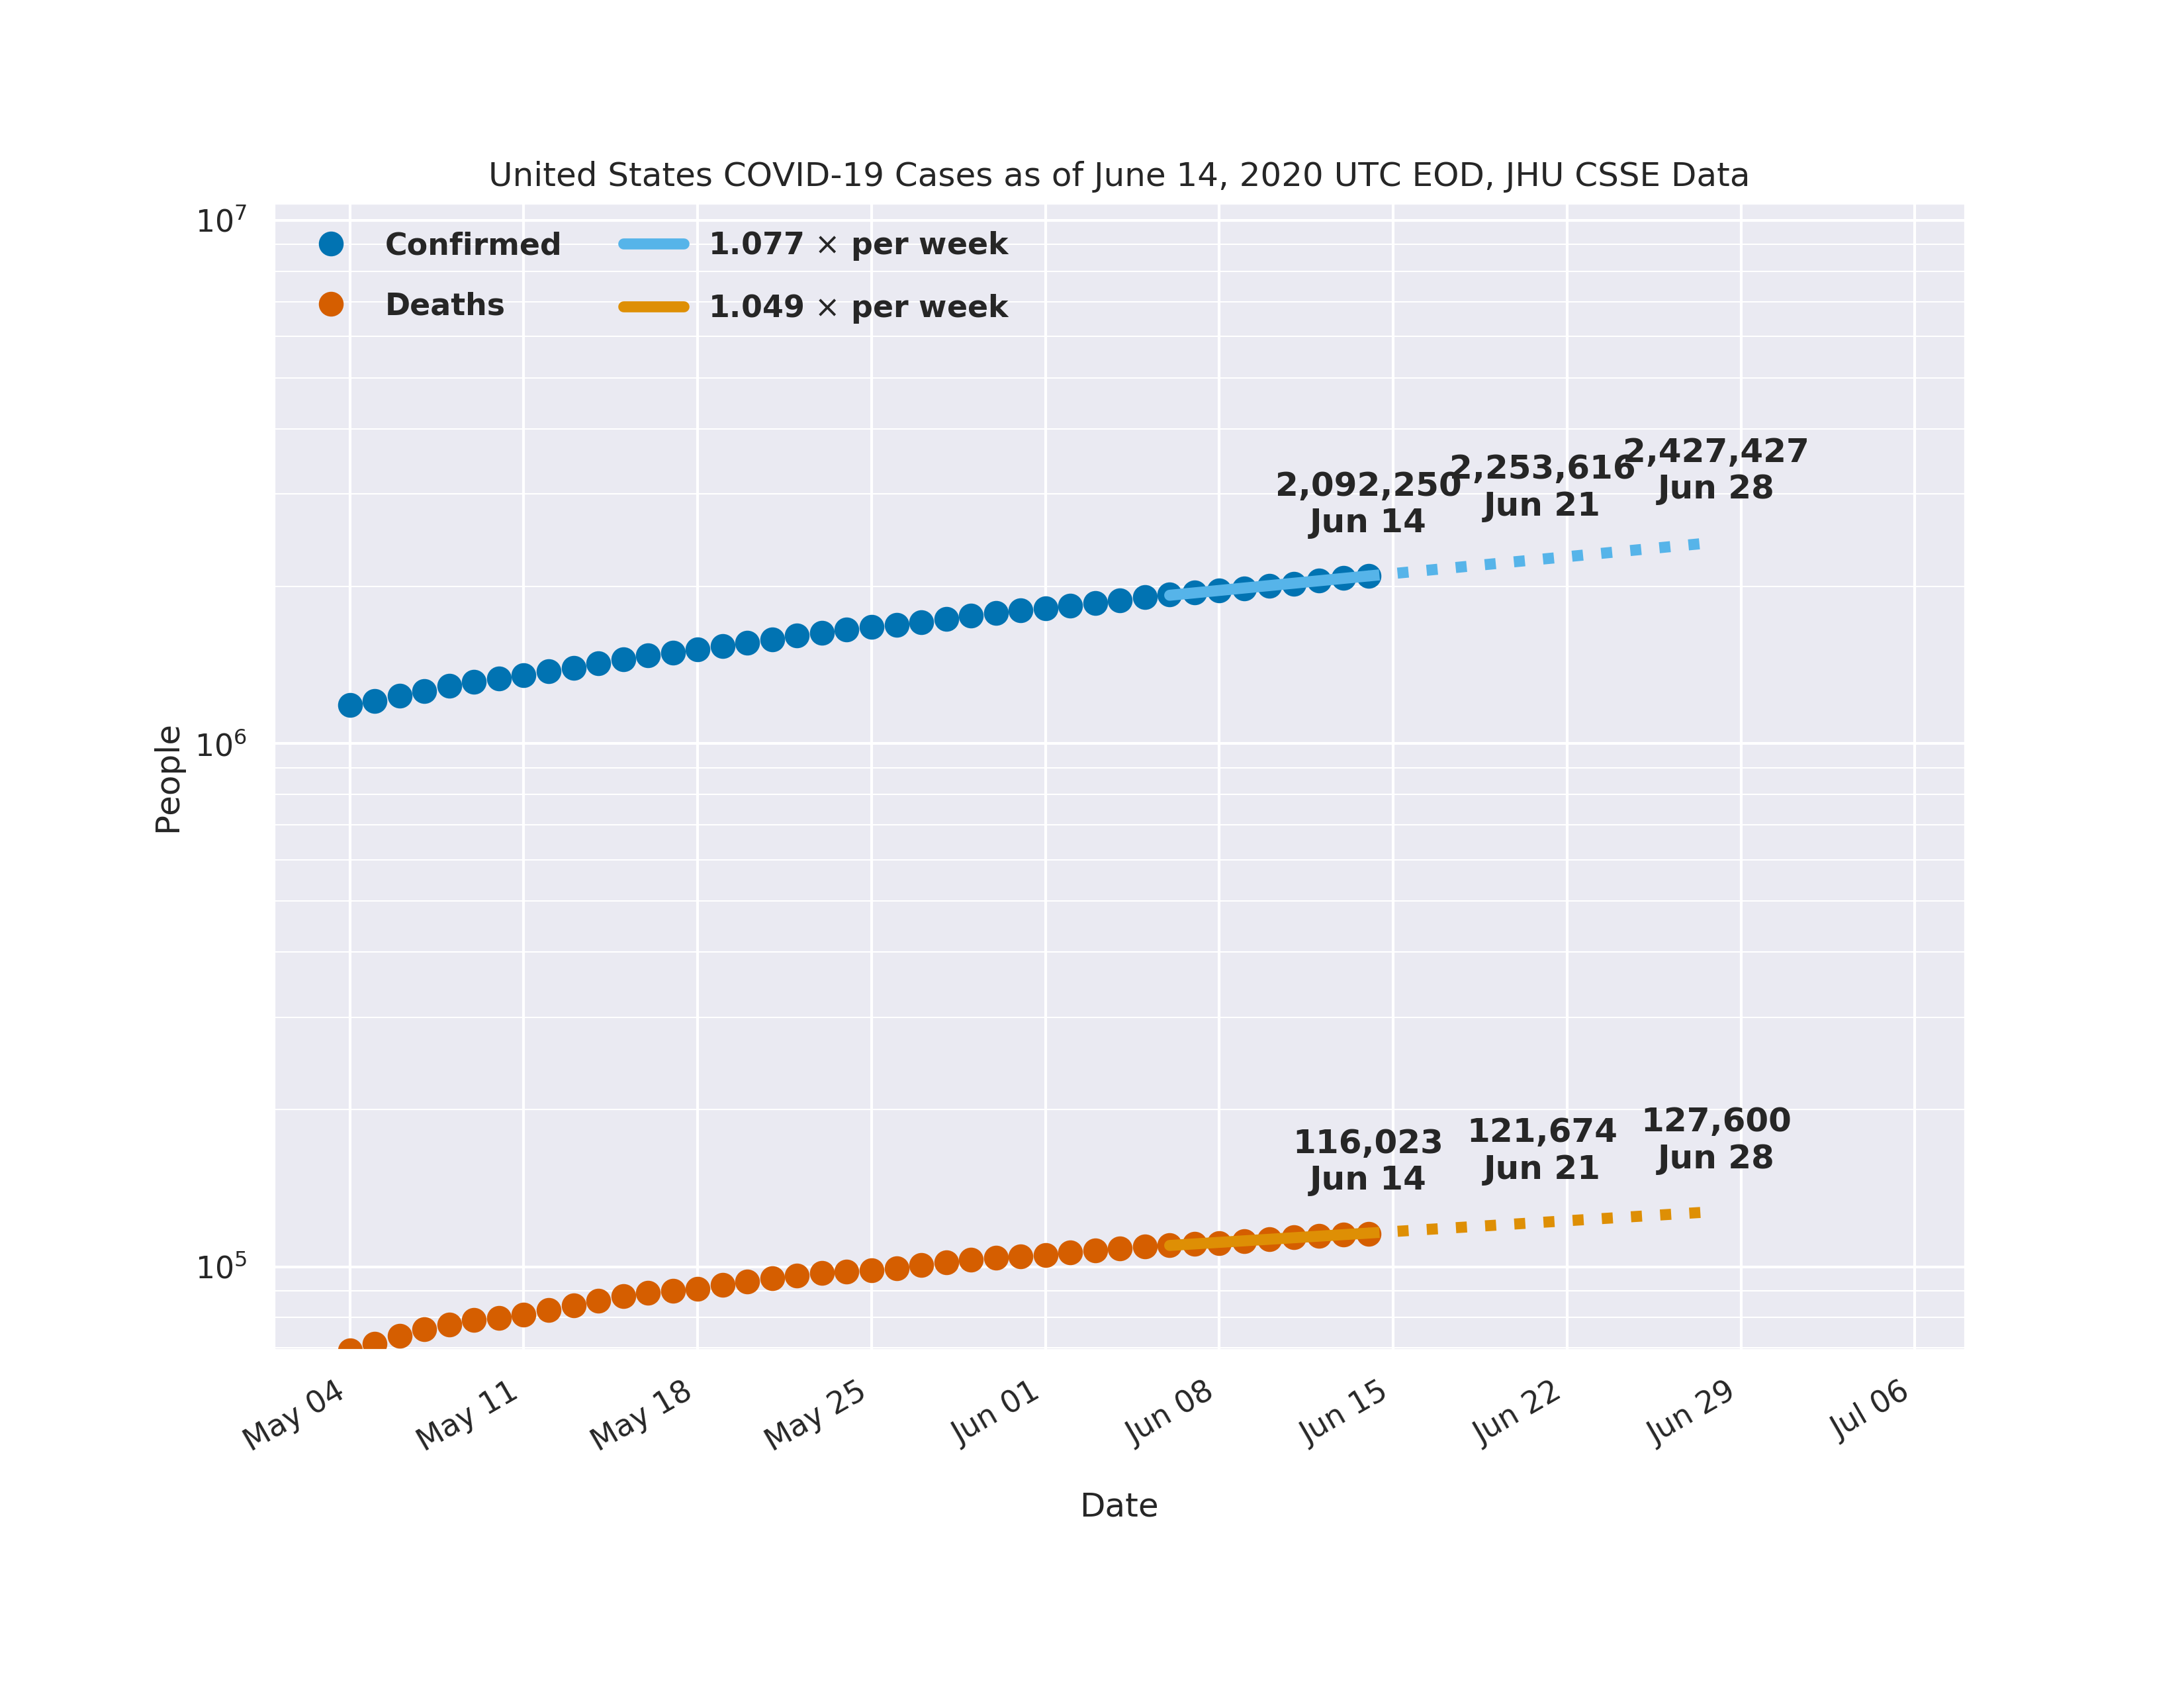 United States COVID-19 Cases as of June 14, 2020 UTC EOD, JHU CSSE Data
10⁷
Confirmed
1.077 × per week
Deaths
1.049 × per week
2,092,250
Jun 14
2,253,616
Jun 21
2,427,427
Jun 28
10⁶
People
116,023
Jun 14
121,674
Jun 21
127,600
Jun 28
10⁵
May 04
May 11
May 18
May 25
Jun 01
Jun 08
Jun 15
Jun 22
Jun 29
Jul 06
Date